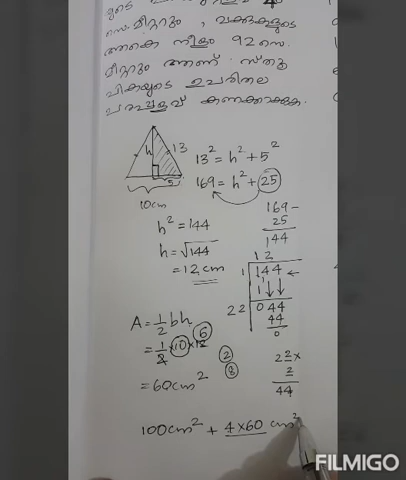 സെ.മീറ്ററും, വക്കുകളുടെ
ആകെ നീളം 92 സെ.
മീറ്ററും ആണ്. സ്തൂ
പികയുടെ ഉപരിതല
പരപ്പളവ് കണക്കാക്കുക.
h 13
5
10cm
13² = h² + 5²
169 = h² + 25
h² = 144
h = √144
= 12 cm
169 -
25
144
12
1 144
1
22 044
44
0
A = 1/2 bh
= 1/2 × 10 × 12 6
= 60cm²
2
8
22 ×
2
44
100cm² + 4 × 60 cm²
FILMIGO